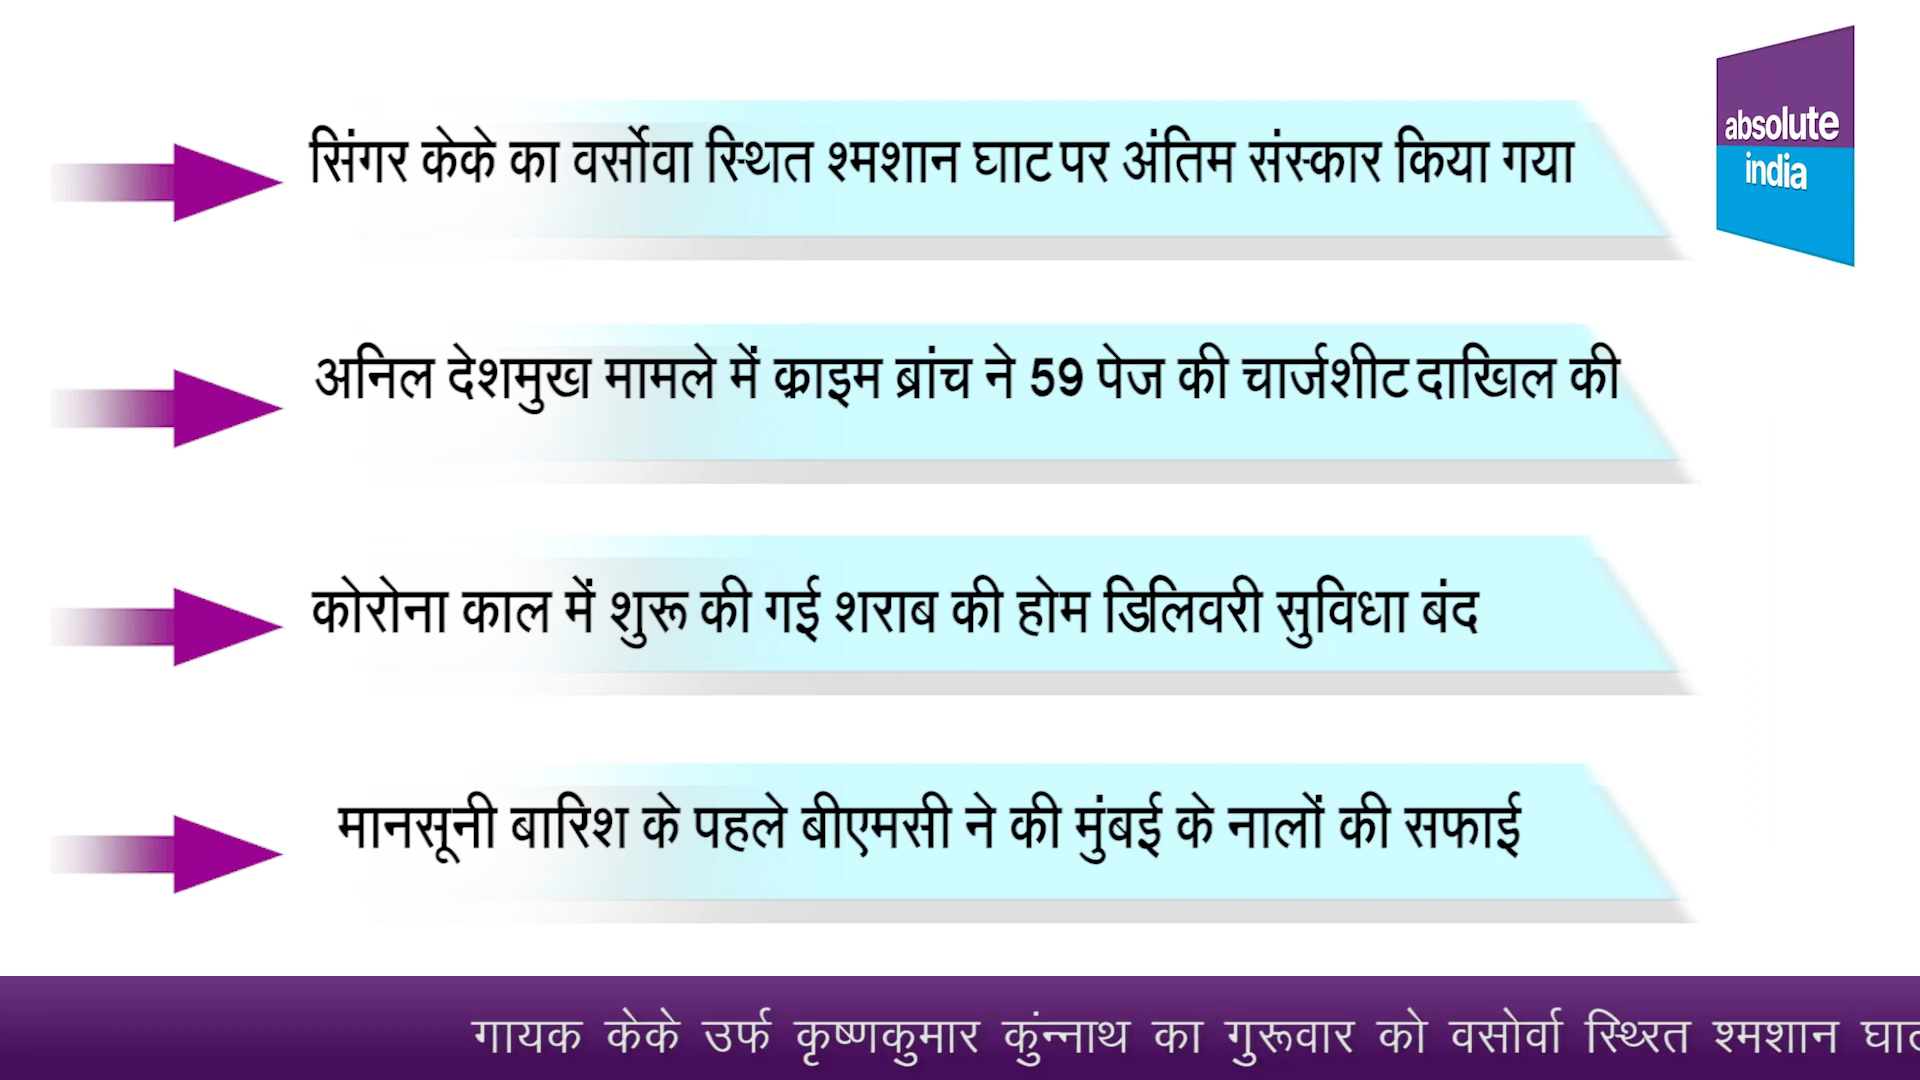 absolute
india
सिंगर केके का वर्सोवा स्थित श्मशान घाट पर अंतिम संस्कार किया गया
अनिल देशमुख मामले में क्राइम ब्रांच ने 59 पेज की चार्जशीट दाखिल की
कोरोना काल में शुरू की गई शराब की होम डिलिवरी सुविधाा बंद
मानसूनी बारिश के पहले बीएमसी ने की मुंबई के नालों की सफाई
गायक केके उर्फ कृष्णकुमार कुंन्नाथ का गुरूवार को वसोर्वा स्थ्रित श्मशान